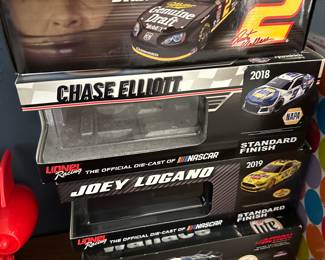 Genuine
Draft
2
CHASE ELLIOTT
2018
NAPA
LIONEL
Racing
THE OFFICIAL DIE-CAST OF NASCAR
STANDARD
FINISH
JOEY LOGANO
2019
LIONEL
Racing
THE OFFICIAL DIE-CAST OF NASCAR
STANDARD
FINISH